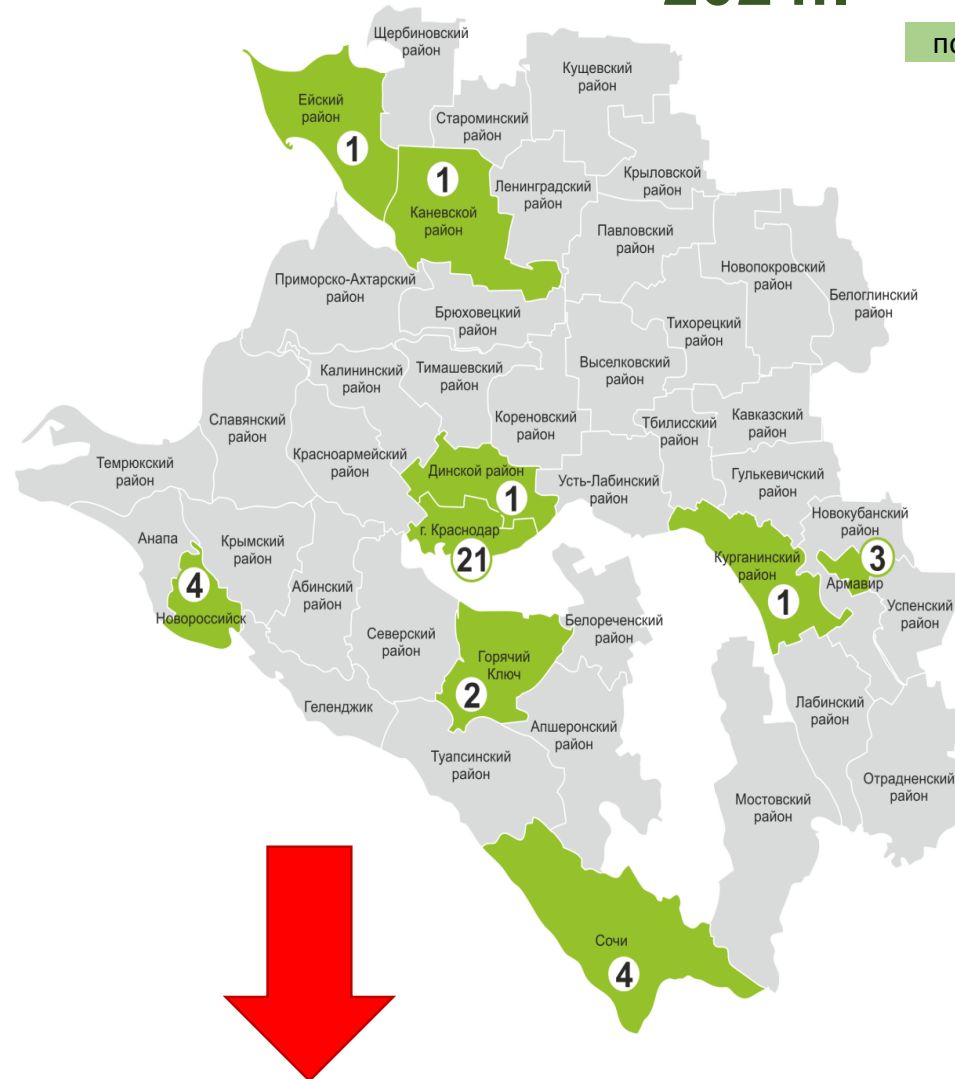 Щербиновский
район
Кущевский
район
Ейский
район
1
Староминский
район
1
Каневской
район
Ленинградский
район
Крыловской
район
Павловский
район
Новопокровский
район
Белоглинский
район
Приморско-Ахтарский
район
Брюховецкий
район
Тихорецкий
район
Калининский
район
Тимашевский
район
Выселковский
район
Славянский
район
Кореновский
район
Тбилисский
район
Кавказский
район
Темрюкский
район
Красноармейский
район
Динской район
1
Усть-Лабинский
район
Гулькевичский
район
г. Краснодар
21
Новокубанский
район
3
Армавир
Анапа
Крымский
район
4
Новороссийск
Абинский
район
Курганинский
район
1
Успенский
район
Северский
район
Белореченский
район
Горячий
Ключ
2
Геленджик
Апшеронский
район
Лабинский
район
Туапсинский
район
Мостовский
район
Отрадненский
район
Сочи
4